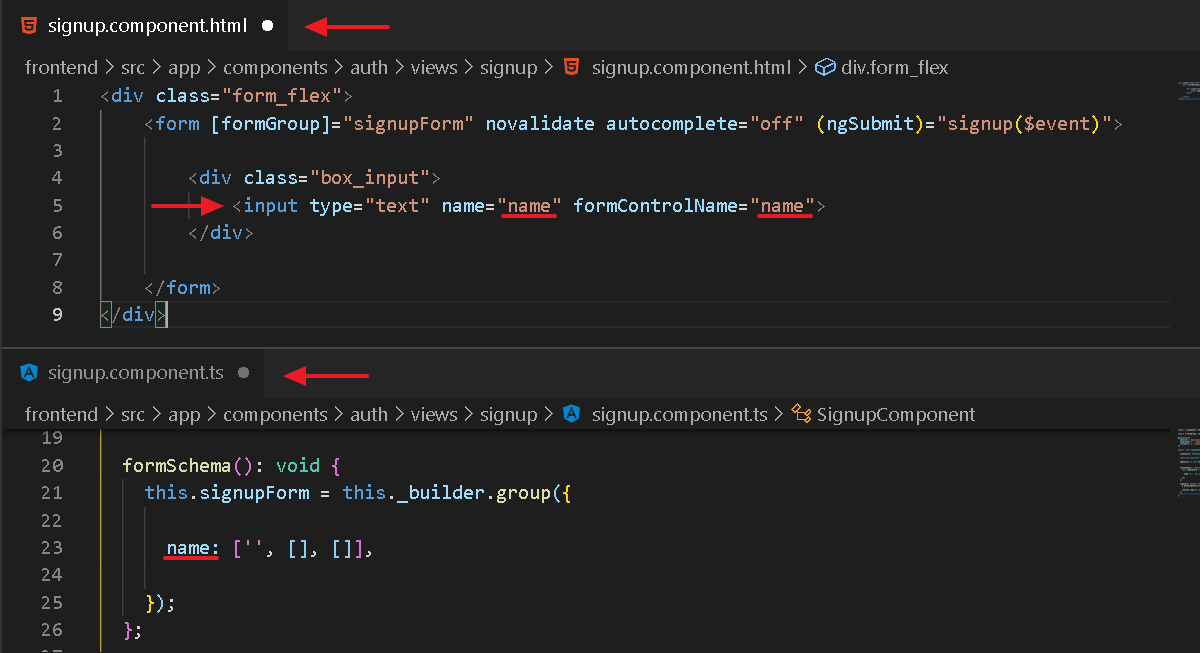 signup.component.html
frontend > src > app > components > auth > views > signup > signup.component.html > div.form_flex
1 <div class="form_flex">
2 <form [formGroup]="signupForm" novalidate autocomplete="off" (ngSubmit)="signup($event)">
3
4 <div class="box_input">
5 <input type="text" name="name" formControlName="name">
6 </div>
7
8 </form>
9 </div>
signup.component.ts
frontend > src > app > components > auth > views > signup > signup.component.ts > SignupComponent
19
20 formSchema(): void {
21 this.signupForm = this._builder.group({
22
23 name: ['', [], []],
24
25 });
26 };